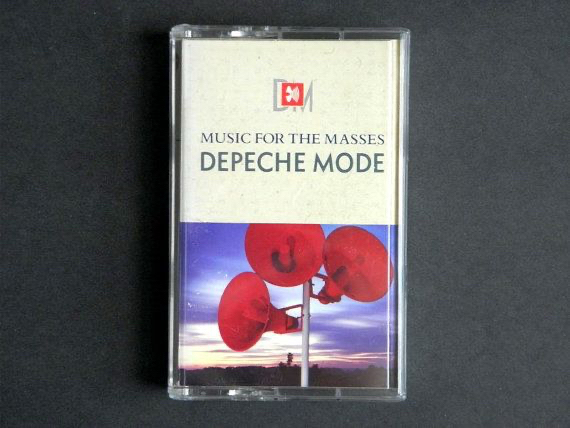 DM
MUSIC FOR THE MASSES
DEPECHE MODE